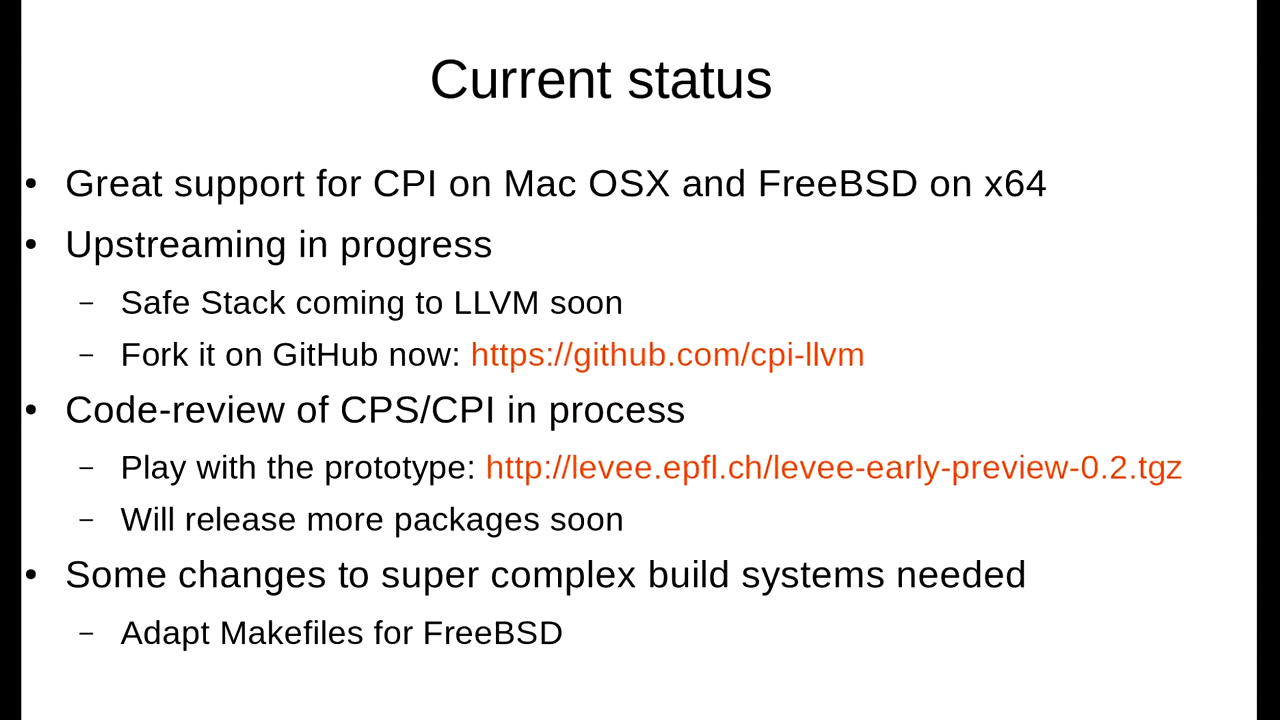 Current status
• Great support for CPI on Mac OSX and FreeBSD on x64
• Upstreaming in progress
– Safe Stack coming to LLVM soon
– Fork it on GitHub now: https://github.com/cpi-llvm
• Code-review of CPS/CPI in process
– Play with the prototype: http://levee.epfl.ch/levee-early-preview-0.2.tgz
– Will release more packages soon
• Some changes to super complex build systems needed
– Adapt Makefiles for FreeBSD